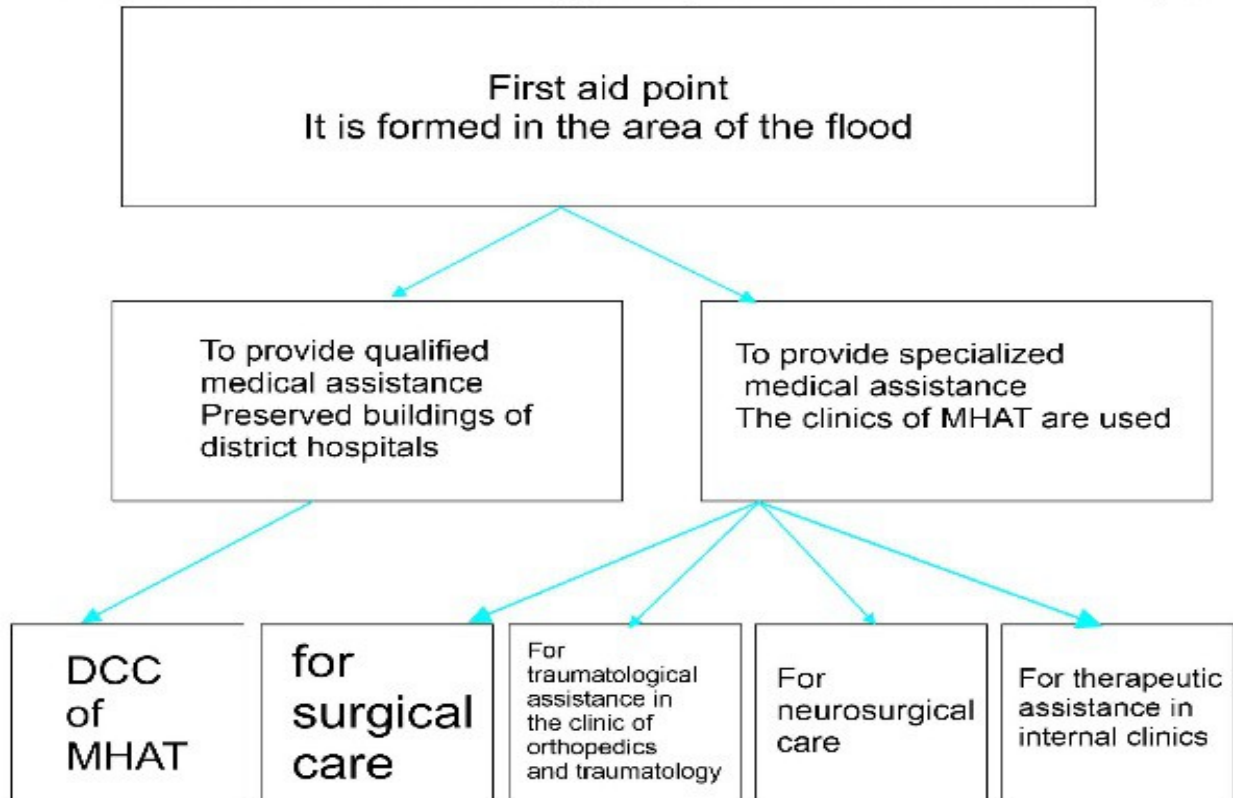 First aid point
It is formed in the area of the flood
To provide qualified
medical assistance
Preserved buildings of
district hospitals
To provide specialized
medical assistance
The clinics of MHAT are used
DCC
of
MHAT
for
surgical
care
For
traumatological
assistance in
the clinic of
orthopedics
and traumatology
For
neurosurgical
care
For therapeutic
assistance in
internal clinics